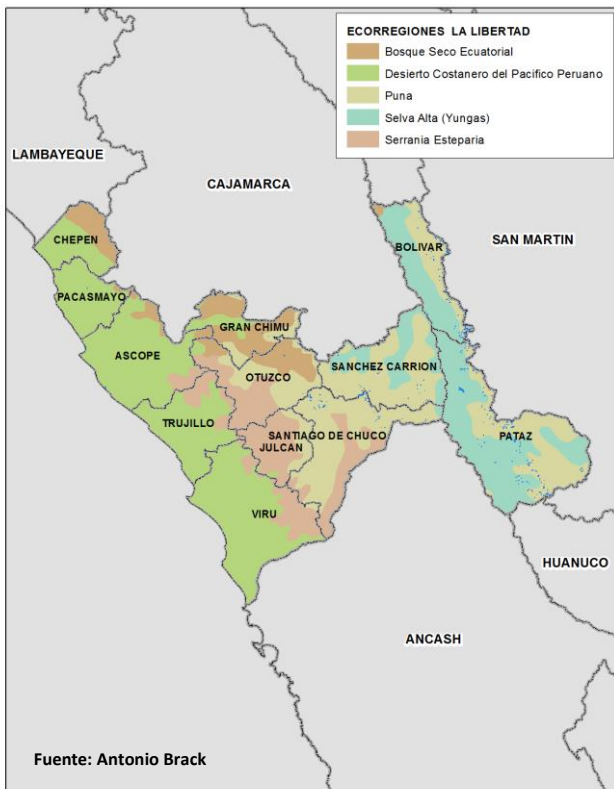 ECORREGIONES LA LIBERTAD
Bosque Seco Ecuatorial
Desierto Costanero del Pacifico Peruano
Puna
Selva Alta (Yungas)
Serrania Esteparia
LAMBAYEQUE
CAJAMARCA
SAN MARTIN
CHEPEN
BOLIVAR
PACASMAYO
GRAN CHIMU
ASCOPE
SANCHEZ CARRION
OTUZCO
TRUJILLO
SANTIAGO DE CHUCO
PATAZ
JULCAN
VIRU
HUANUCO
ANCASH
Fuente: Antonio Brack